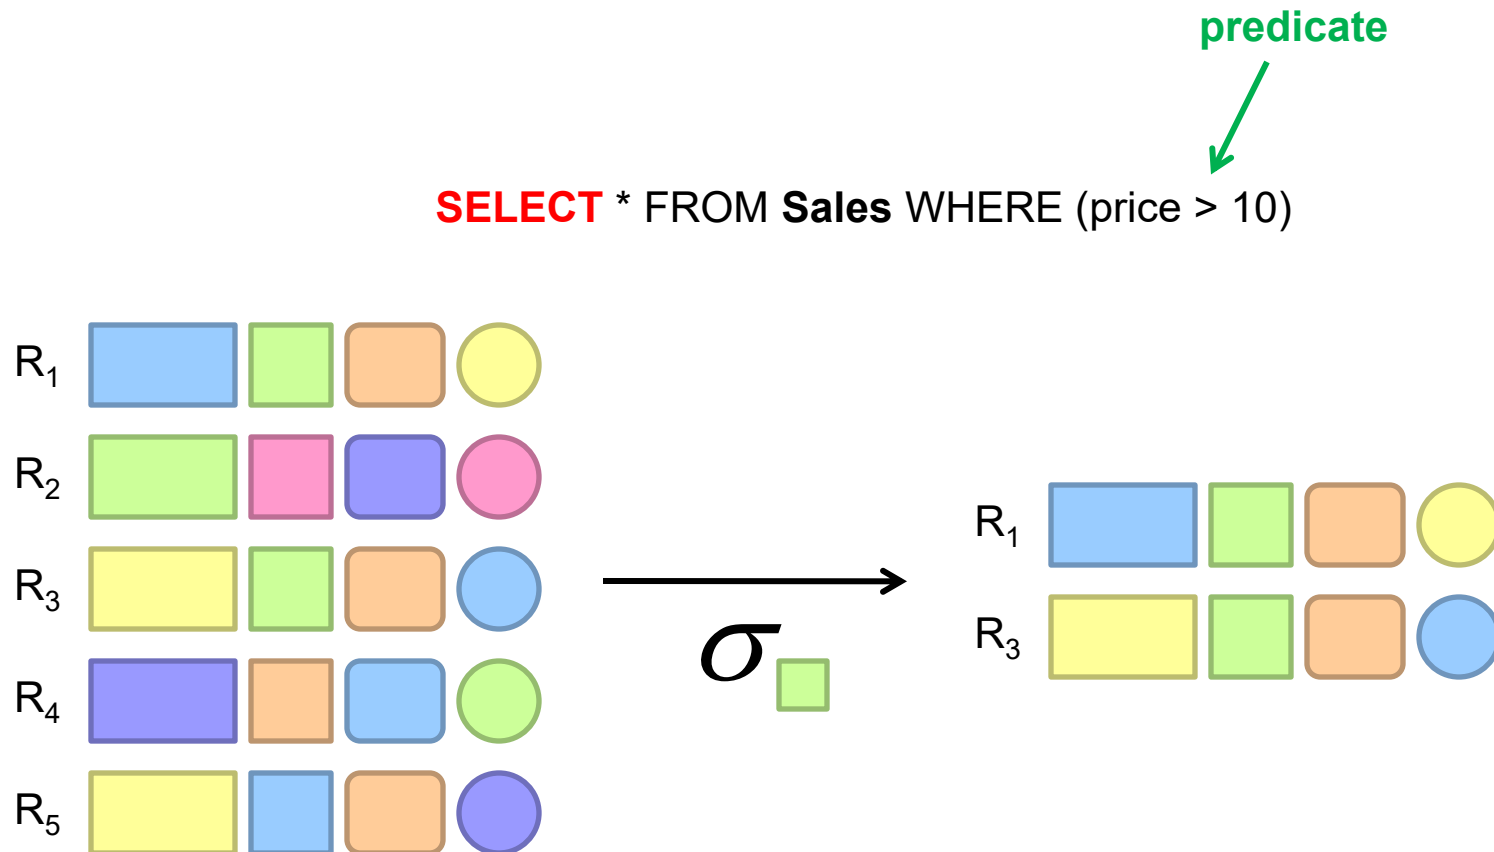 predicate
SELECT * FROM Sales WHERE (price > 10)
R₁
R₂
R₃
R₄
R₅
σ
R₁
R₃